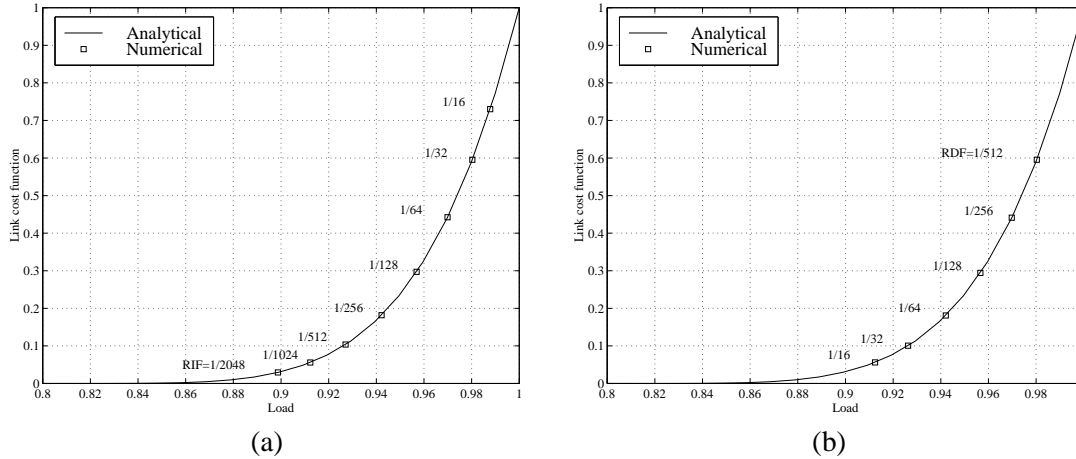 1
0.9
0.8
0.7
0.6
0.5
0.4
0.3
0.2
0.1
0
Link cost function
Analytical
Numerical
1/16
1/32
1/64
1/128
1/256
1/512
1/1024
RIF=1/2048
0.8 0.82 0.84 0.86 0.88 0.9 0.92 0.94 0.96 0.98 1
Load
(a)
1
0.9
0.8
0.7
0.6
0.5
0.4
0.3
0.2
0.1
0
Link cost function
Analytical
Numerical
RDF=1/512
1/256
1/128
1/64
1/32
1/16
0.8 0.82 0.84 0.86 0.88 0.9 0.92 0.94 0.96 0.98
Load
(b)